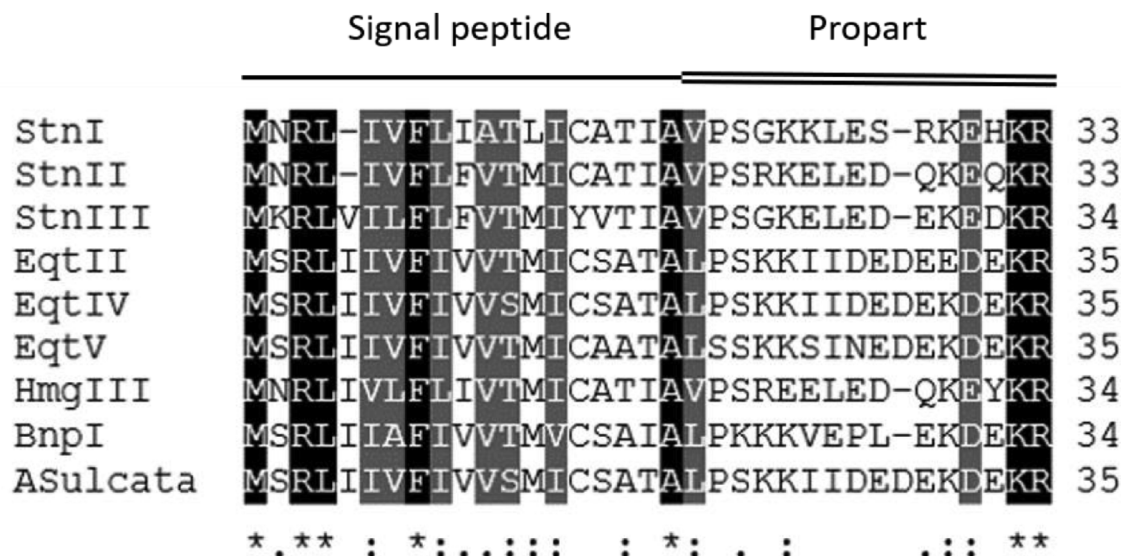 Signal peptide Propart
StnI MNRL-IVFLIATLICATIAVPSGKKLES-RKEHKR 33
StnII MNRL-IVFLFVTMICATIAVPSRKELED-QKEQKR 33
StnIII MKRLVILFLFVTMIYVTIAVPSGKELED-EKEDKR 34
EqtII MSRLIIVFIVVTMICSATALPSKKIIDEDEEDEKR 35
EqtIV MSRLIIVFIVVSMICSATALPSKKIIDEDEKDEKR 35
EqtV MSRLIIVFIVVTMICAATALSSKKSINEDEKDEKR 35
HmgIII MNRLIVLFLIVTMICATIAVPSREELED-QKEYKR 34
BnpI MSRLIIAFIVVTMVCSAIALPKKKVEPL-EKDEKR 34
ASulcata MSRLIIVFIVVSMICSATALPSKKIIDEDEKDEKR 35
*.** : *:..:::  : *: . :     .:: **